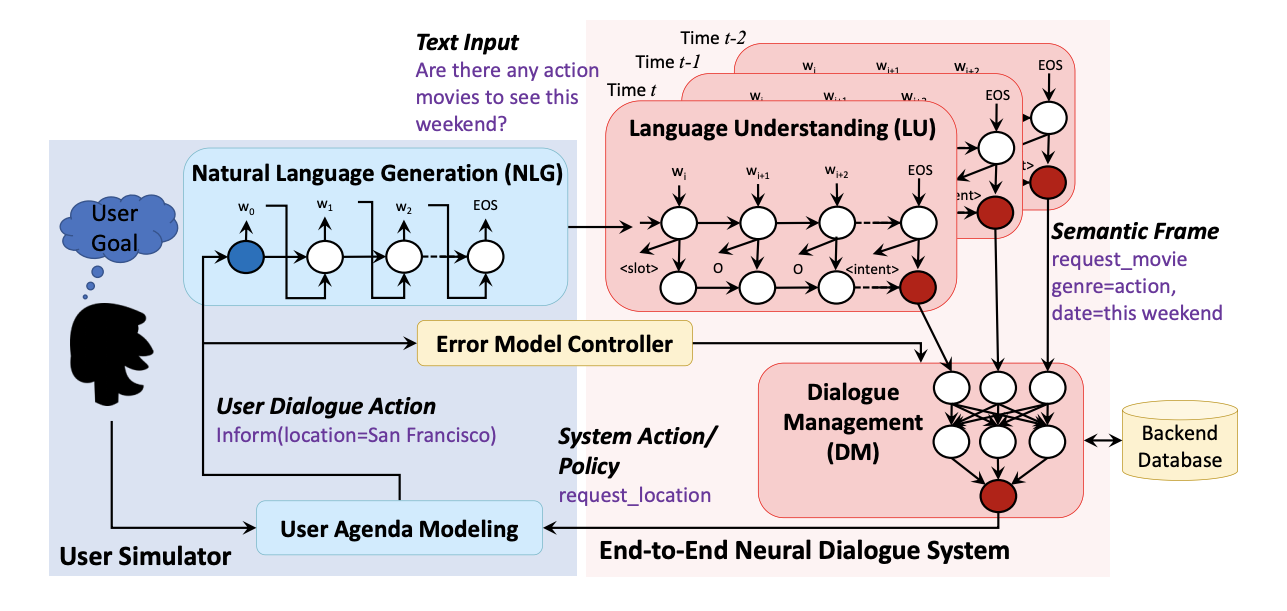 Text Input
Are there any action
movies to see this
weekend?
Time t-2
Time t-1
Time t
w_i w_{i+1} w_{i+2} EOS
w_i w_{i+1} w_{i+2} EOS
Language Understanding (LU)
w_i w_{i+1} w_{i+2} EOS
<slot> O O <intent>
ent>
t>
Natural Language Generation (NLG)
w_0 w_1 w_2 EOS
User
Goal
Semantic Frame
request_movie
genre=action,
date=this weekend
Error Model Controller
User Dialogue Action
Inform(location=San Francisco)
System Action/
Policy
request_location
Dialogue
Management
(DM)
Backend
Database
User Agenda Modeling
User Simulator
End-to-End Neural Dialogue System